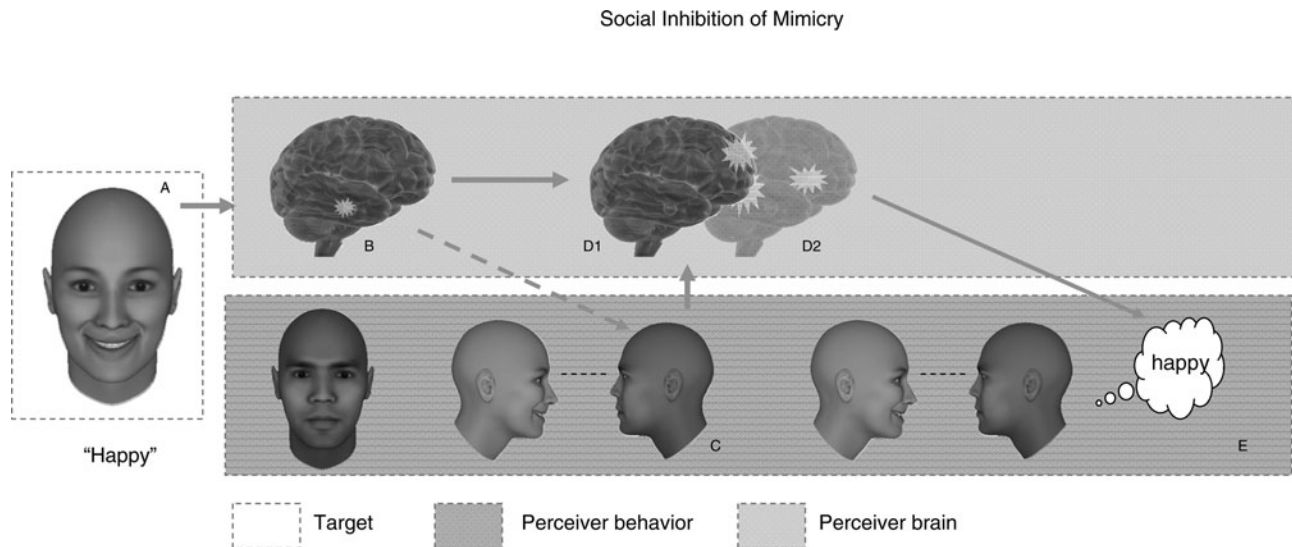 Social Inhibition of Mimicry
A
B
D1
D2
happy
C
E
“Happy”
Target
Perceiver behavior
Perceiver brain